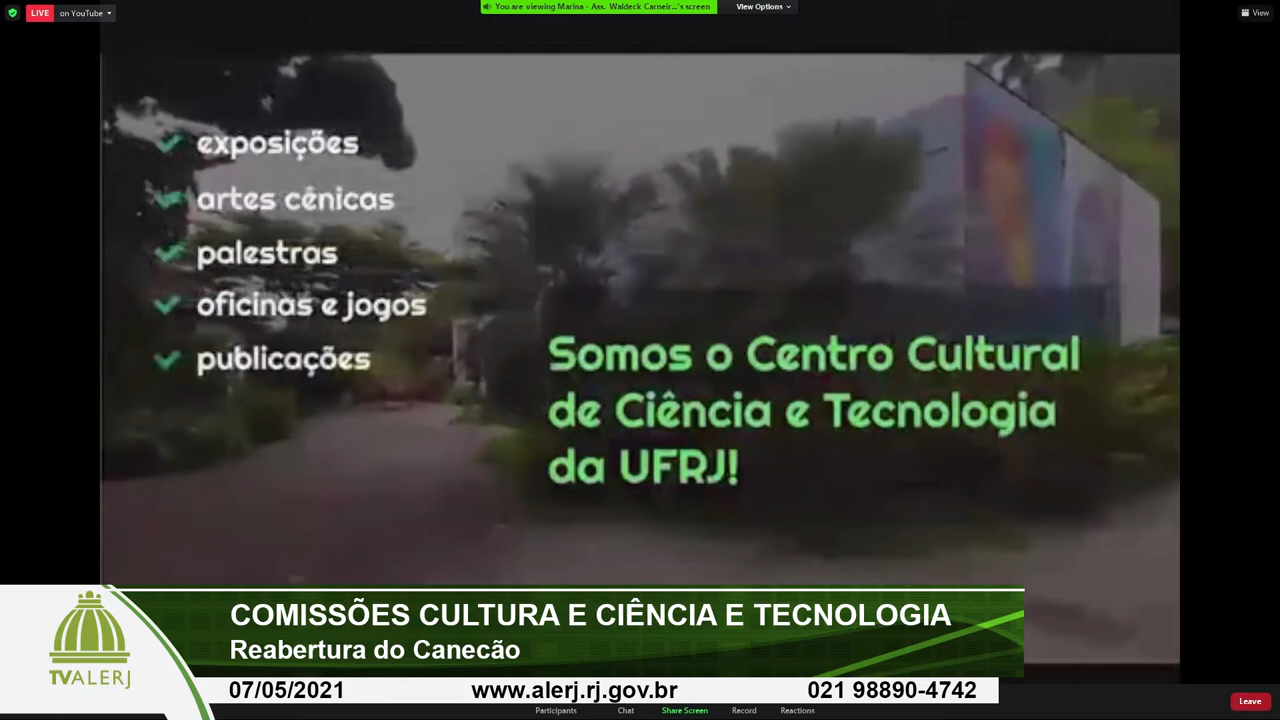 LIVE on YouTube
You are viewing Marina - Ass. Waldeck Carneir...'s screen
View Options
View
exposições
artes cênicas
palestras
oficinas e jogos
publicações
Somos o Centro Cultural
de Ciência e Tecnologia
da UFRJ!
COMISSÕES CULTURA E CIÊNCIA E TECNOLOGIA
Reabertura do Canecão
TVALERJ
07/05/2021 www.alerj.rj.gov.br 021 98890-4742
Participants Chat Share Screen Record Reactions
Leave